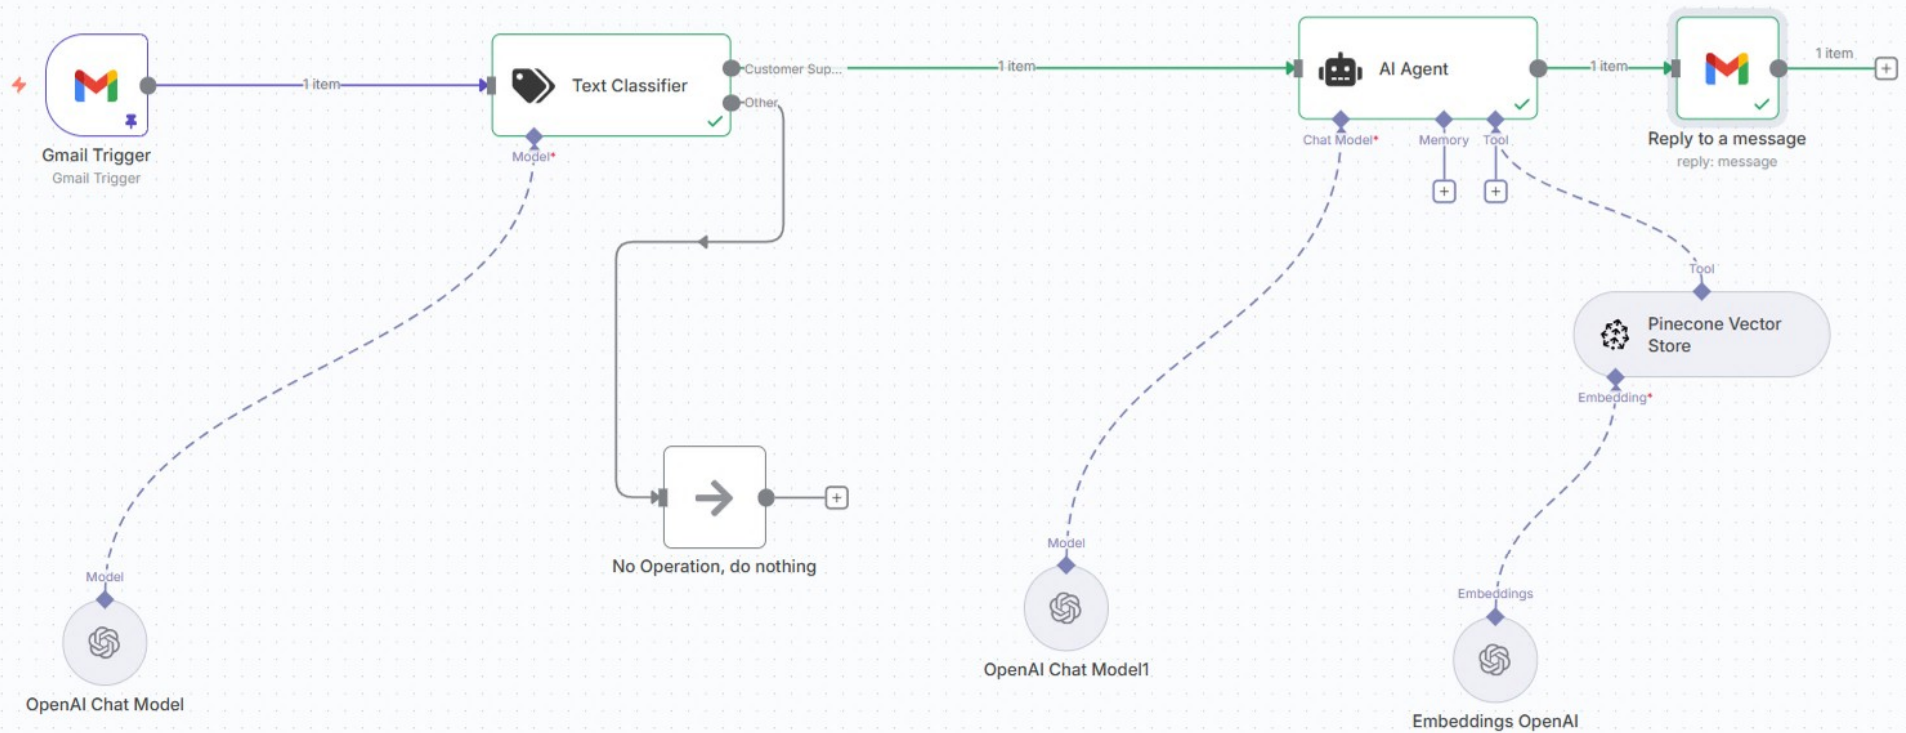 Gmail Trigger
Gmail Trigger
1 item
Text Classifier
Model*
Customer Sup...
Other
1 item
AI Agent
Chat Model*
Memory
Tool
1 item
Reply to a message
reply: message
1 item
Tool
Pinecone Vector
Store
Embedding*
No Operation, do nothing
Model
OpenAI Chat Model
Model
OpenAI Chat Model1
Embeddings
Embeddings OpenAI